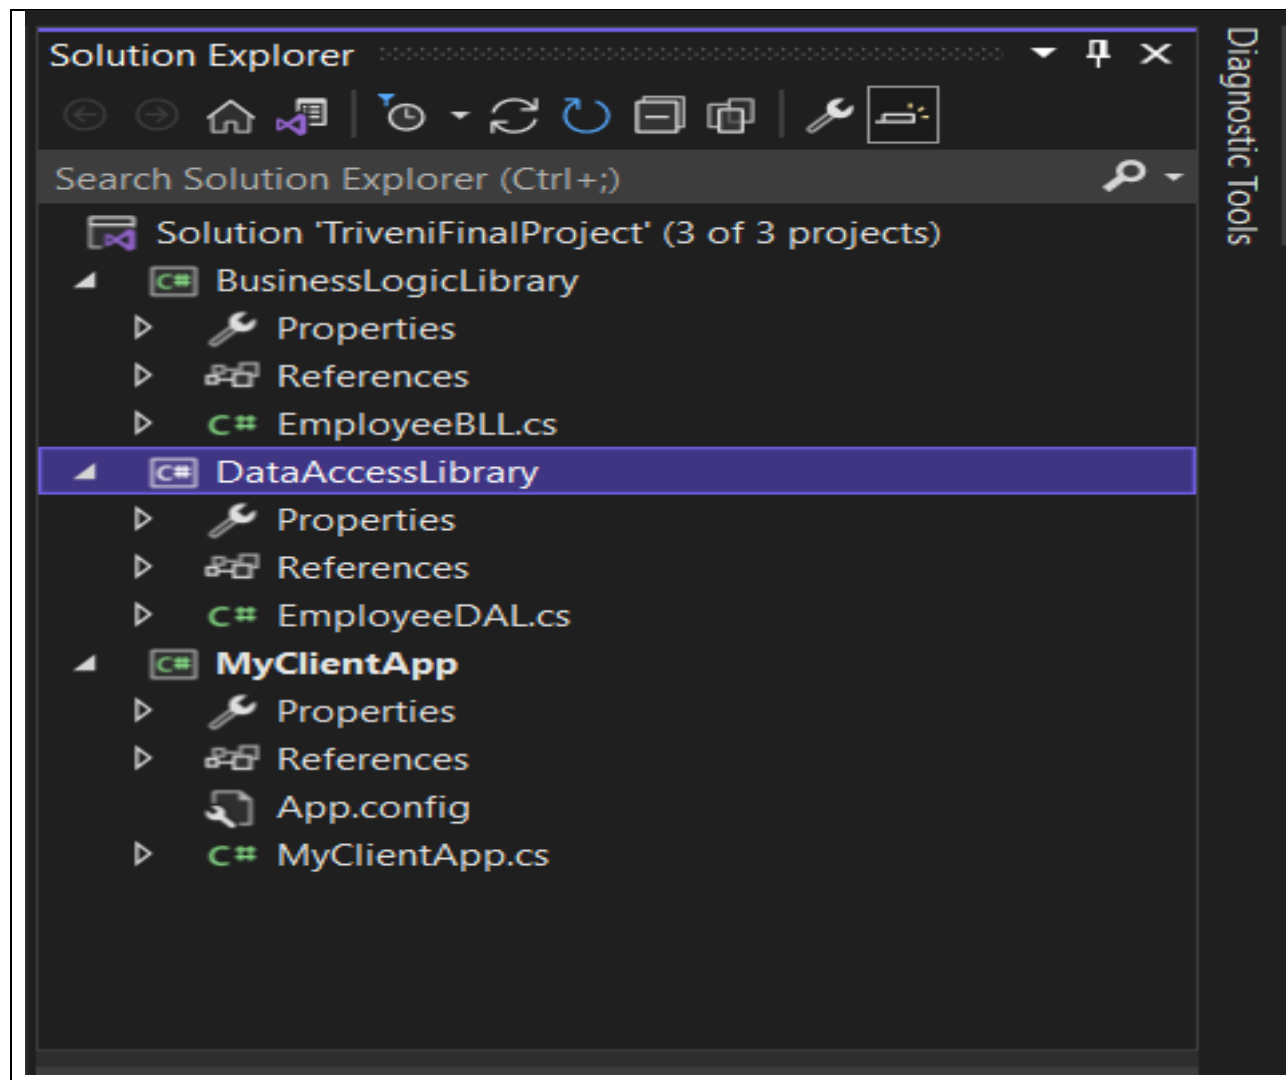 Solution Explorer
Search Solution Explorer (Ctrl+;)
Solution 'TriveniFinalProject' (3 of 3 projects)
C# BusinessLogicLibrary
Properties
References
C# EmployeeBLL.cs
C# DataAccessLibrary
Properties
References
C# EmployeeDAL.cs
C# MyClientApp
Properties
References
App.config
C# MyClientApp.cs
Diagnostic Tools